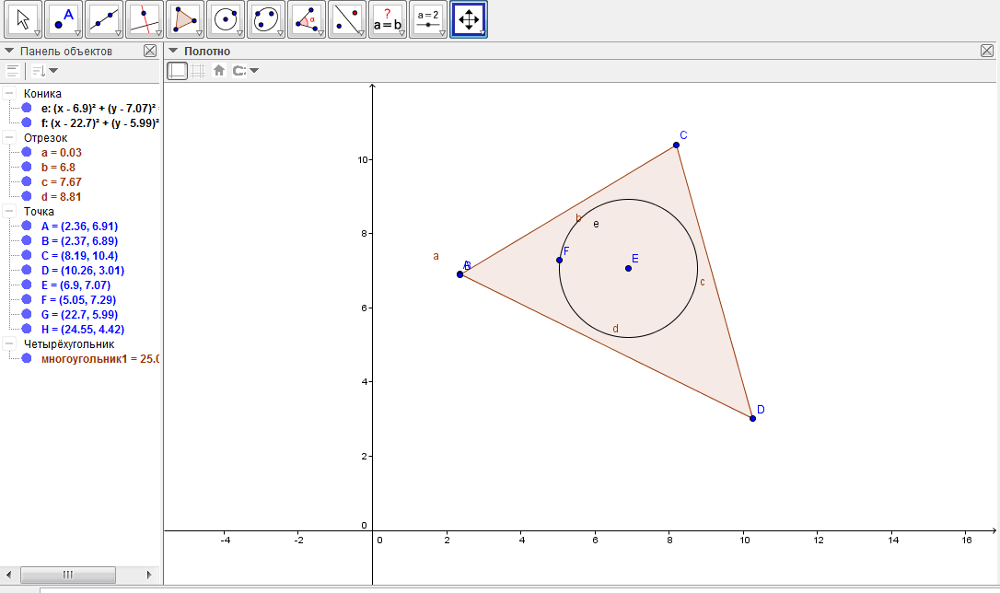 A
α
?
a=b
a=2
Панель объектов
Полотно
Коника
e: (x - 6.9)² + (y - 7.07)²
f: (x - 22.7)² + (y - 5.99)²
Отрезок
a = 0.03
b = 6.8
c = 7.67
d = 8.81
Точка
A = (2.36, 6.91)
B = (2.37, 6.89)
C = (8.19, 10.4)
D = (10.26, 3.01)
E = (6.9, 7.07)
F = (5.05, 7.29)
G = (22.7, 5.99)
H = (24.55, 4.42)
Четырёхугольник
многоугольник1 = 25.0
C
10
b
e
8
F
a
A
B
E
c
6
d
D
4
2
0
-4 -2 0 2 4 6 8 10 12 14 16